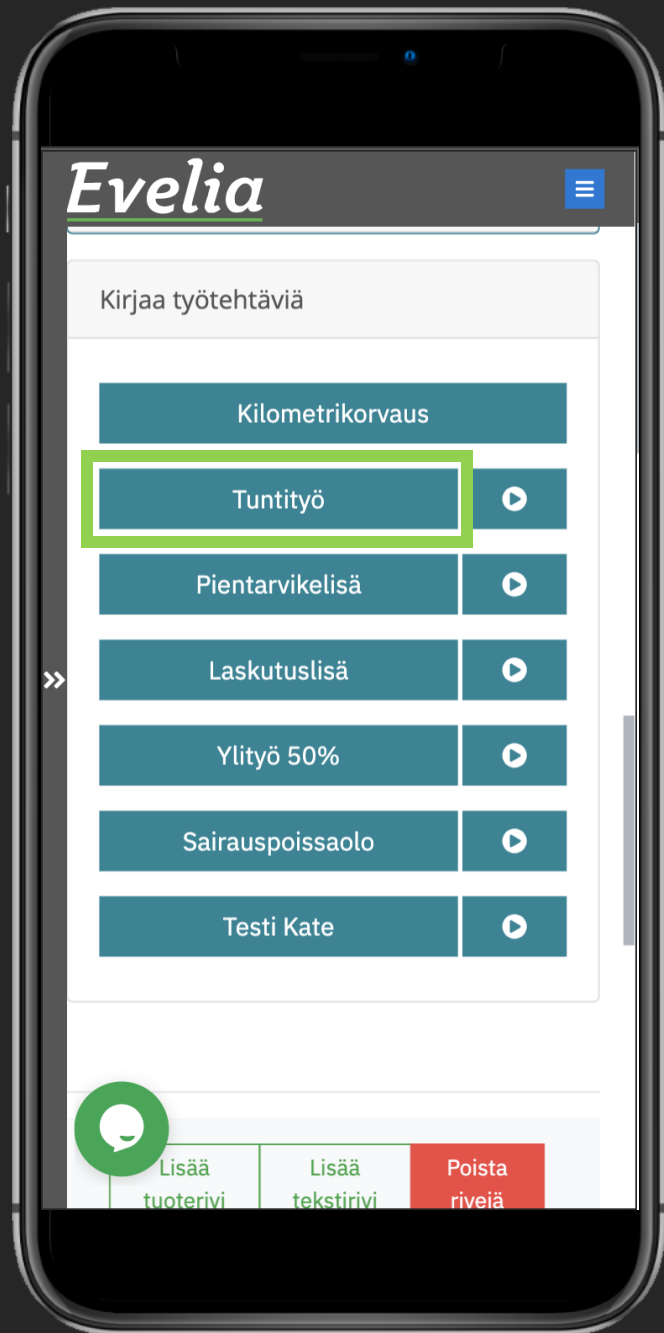 Evelia
Kirjaa työtehtäviä
Kilometrikorvaus
Tuntityö
Pientarvikelisä
Laskutuslisä
Ylityö 50%
Sairauspoissaolo
Testi Kate
Lisää
tuoterivi
Lisää
tekstirivi
Poista
rivejä